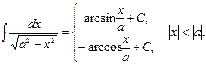 ∫ dx/√(a² − x²) = { arcsin x/a + C, − arccos x/a + C, |x| < |a|.